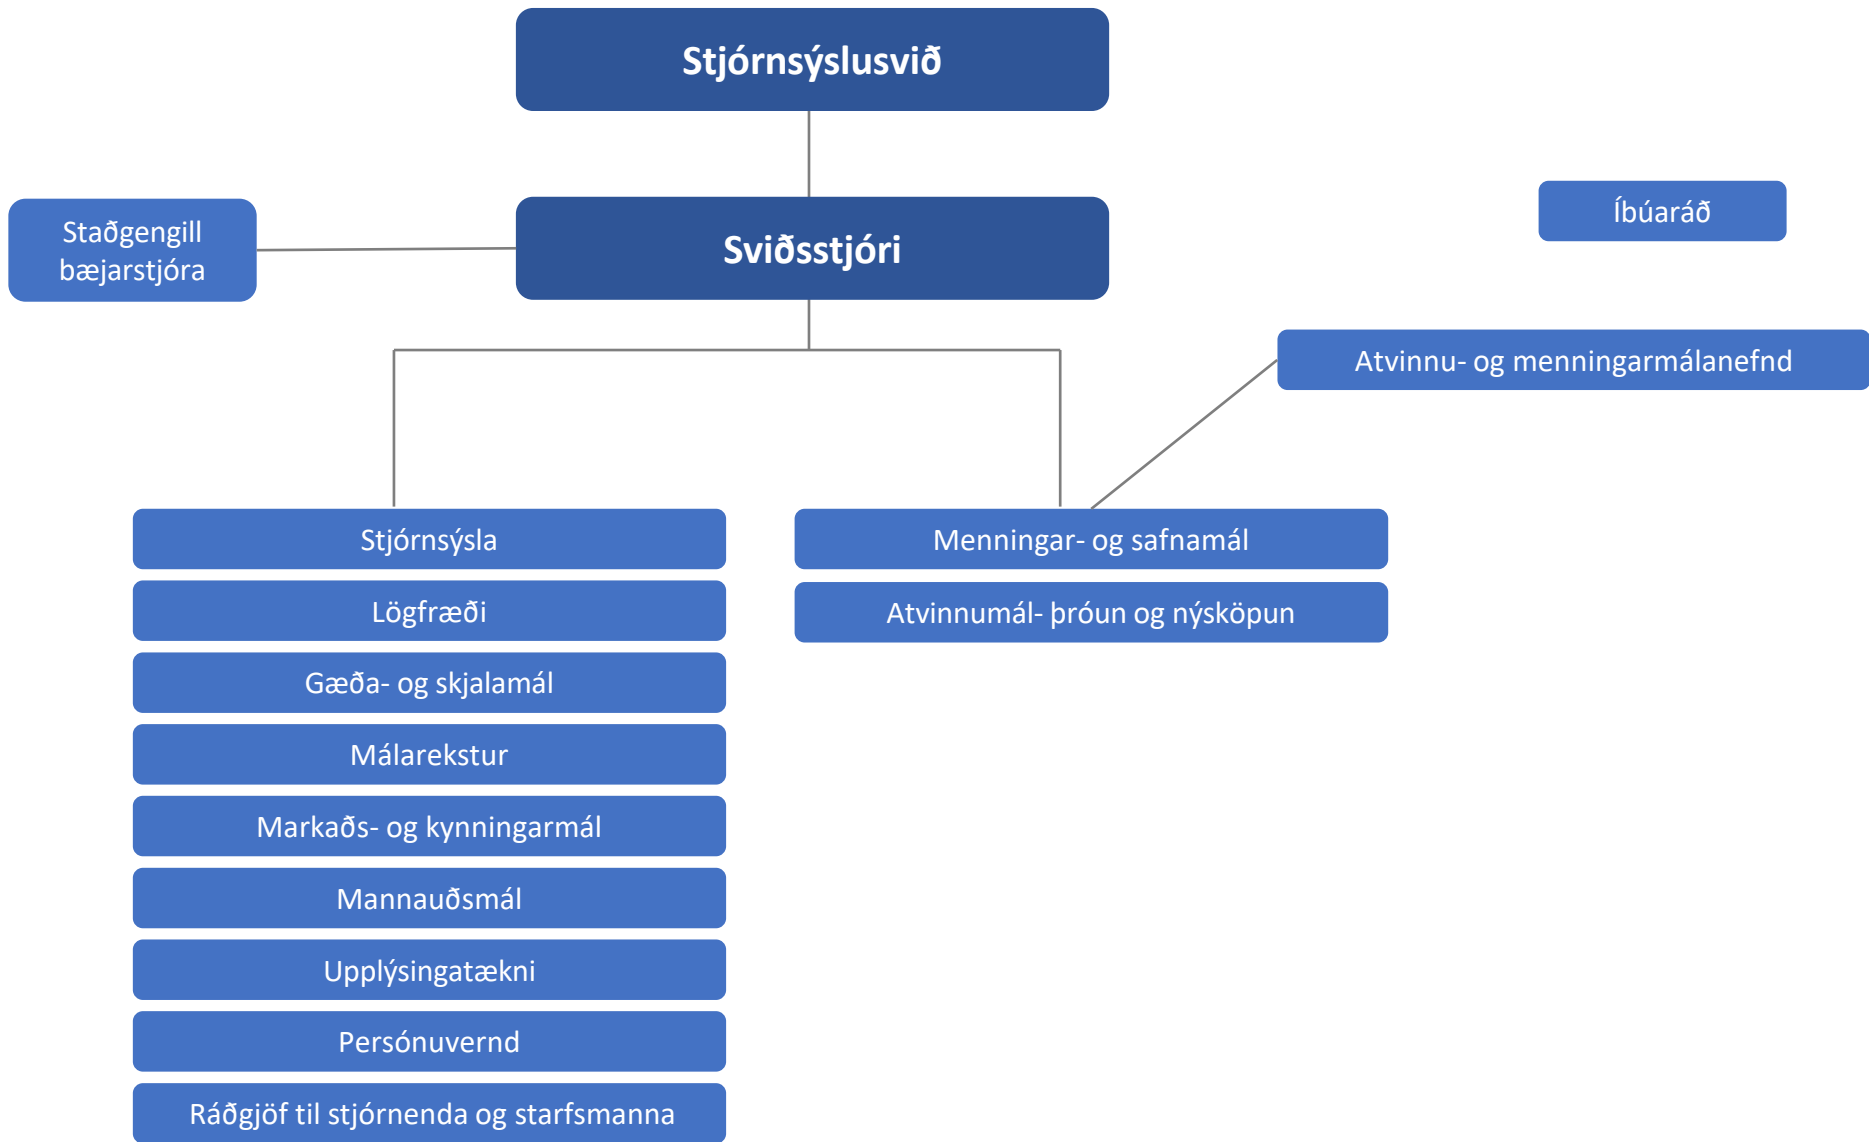 Stjórnsýslusvið
Íbúaráð
Staðgengill
bæjarstjóra
Sviðsstjóri
Atvinnu- og menningarmálanefnd
Stjórnsýsla
Lögfræði
Gæða- og skjalamál
Málarekstur
Markaðs- og kynningarmál
Mannauðsmál
Upplýsingatækni
Persónuvernd
Ráðgjöf til stjórnenda og starfsmanna
Menningar- og safnamál
Atvinnumál- þróun og nýsköpun